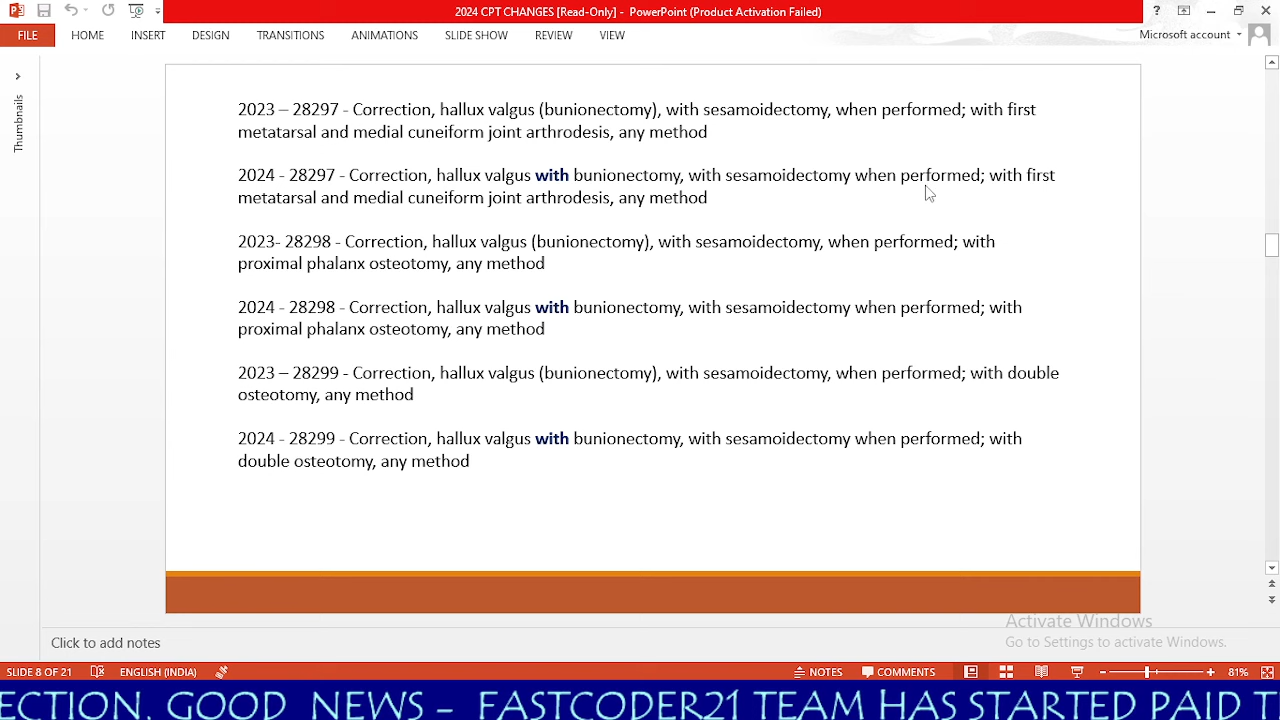 2024 CPT CHANGES [Read-Only] - PowerPoint (Product Activation Failed)
?
FILE HOME INSERT DESIGN TRANSITIONS ANIMATIONS SLIDE SHOW REVIEW VIEW Microsoft account
Thumbnails
2023 – 28297 - Correction, hallux valgus (bunionectomy), with sesamoidectomy, when performed; with first
metatarsal and medial cuneiform joint arthrodesis, any method
2024 - 28297 - Correction, hallux valgus with bunionectomy, with sesamoidectomy when performed; with first
metatarsal and medial cuneiform joint arthrodesis, any method
2023- 28298 - Correction, hallux valgus (bunionectomy), with sesamoidectomy, when performed; with
proximal phalanx osteotomy, any method
2024 - 28298 - Correction, hallux valgus with bunionectomy, with sesamoidectomy when performed; with
proximal phalanx osteotomy, any method
2023 – 28299 - Correction, hallux valgus (bunionectomy), with sesamoidectomy, when performed; with double
osteotomy, any method
2024 - 28299 - Correction, hallux valgus with bunionectomy, with sesamoidectomy when performed; with
double osteotomy, any method
Activate Windows
Go to Settings to activate Windows.
Click to add notes
SLIDE 8 OF 21 ENGLISH (INDIA) NOTES COMMENTS 81%
ECTION, GOOD NEWS - FASTCODER21 TEAM HAS STARTED PAID T